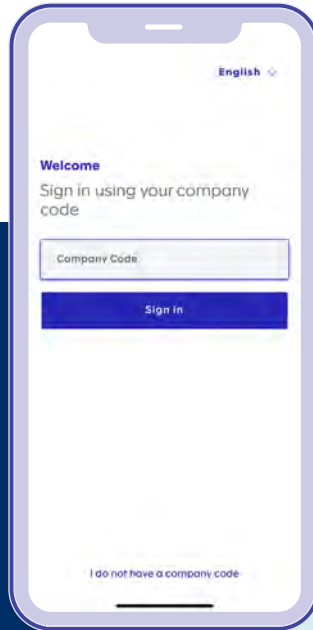 English
Welcome
Sign in using your company
code
Company Code
Sign in
I do not have a company code